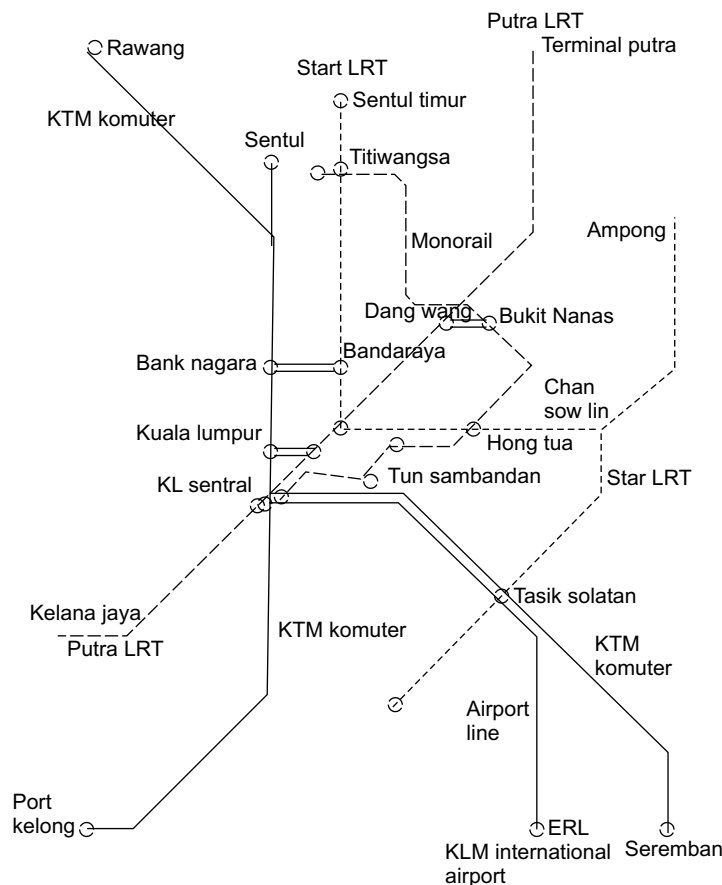 Putra LRT
Terminal putra
Rawang
Start LRT
Sentul timur
KTM komuter
Sentul
Titiwangsa
Ampong
Monorail
Dang wang
Bukit Nanas
Bank nagara
Bandaraya
Chan
sow lin
Kuala lumpur
Hong tua
KL sentral
Tun sambandan
Star LRT
Tasik solatan
Kelana jaya
Putra LRT
KTM komuter
KTM
komuter
Airport
line
Port
kelong
ERL
KLM international
airport
Seremban